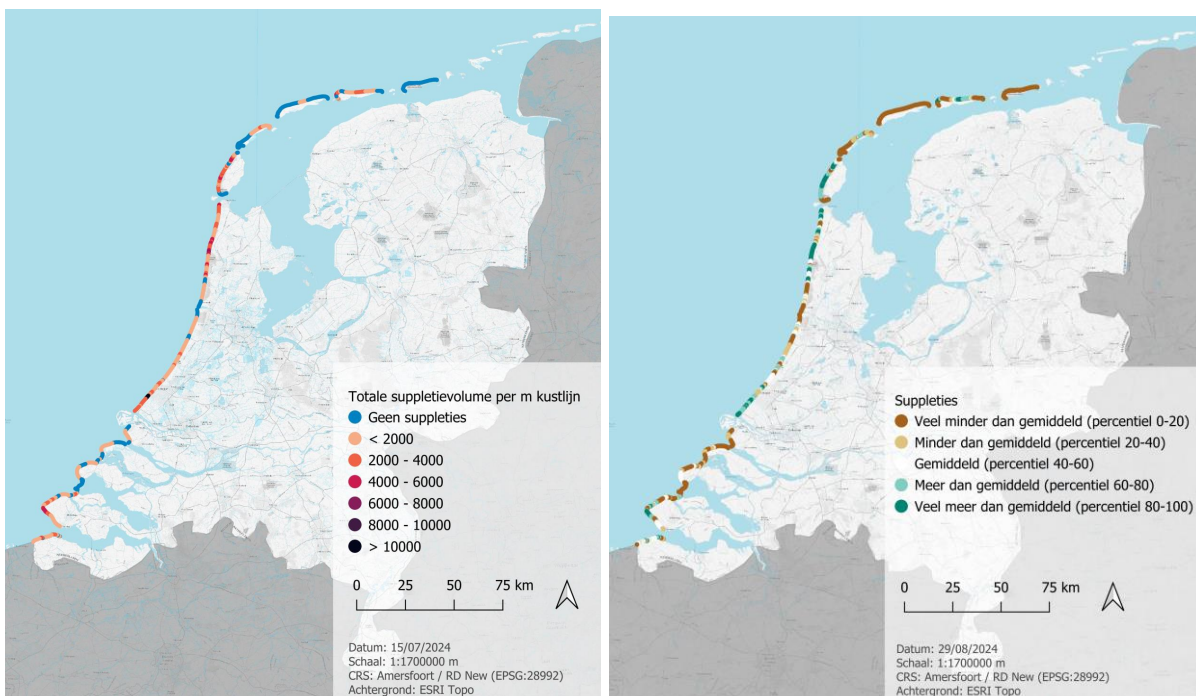 Totale suppletievolume per m kustlijn
Geen suppleties
< 2000
2000 - 4000
4000 - 6000
6000 - 8000
8000 - 10000
> 10000
0 25 50 75 km
Datum: 15/07/2024
Schaal: 1:1700000 m
CRS: Amersfoort / RD New (EPSG:28992)
Achtergrond: ESRI Topo
Suppleties
Veel minder dan gemiddeld (percentiel 0-20)
Minder dan gemiddeld (percentiel 20-40)
Gemiddeld (percentiel 40-60)
Meer dan gemiddeld (percentiel 60-80)
Veel meer dan gemiddeld (percentiel 80-100)
0 25 50 75 km
Datum: 29/08/2024
Schaal: 1:1700000 m
CRS: Amersfoort / RD New (EPSG:28992)
Achtergrond: ESRI Topo